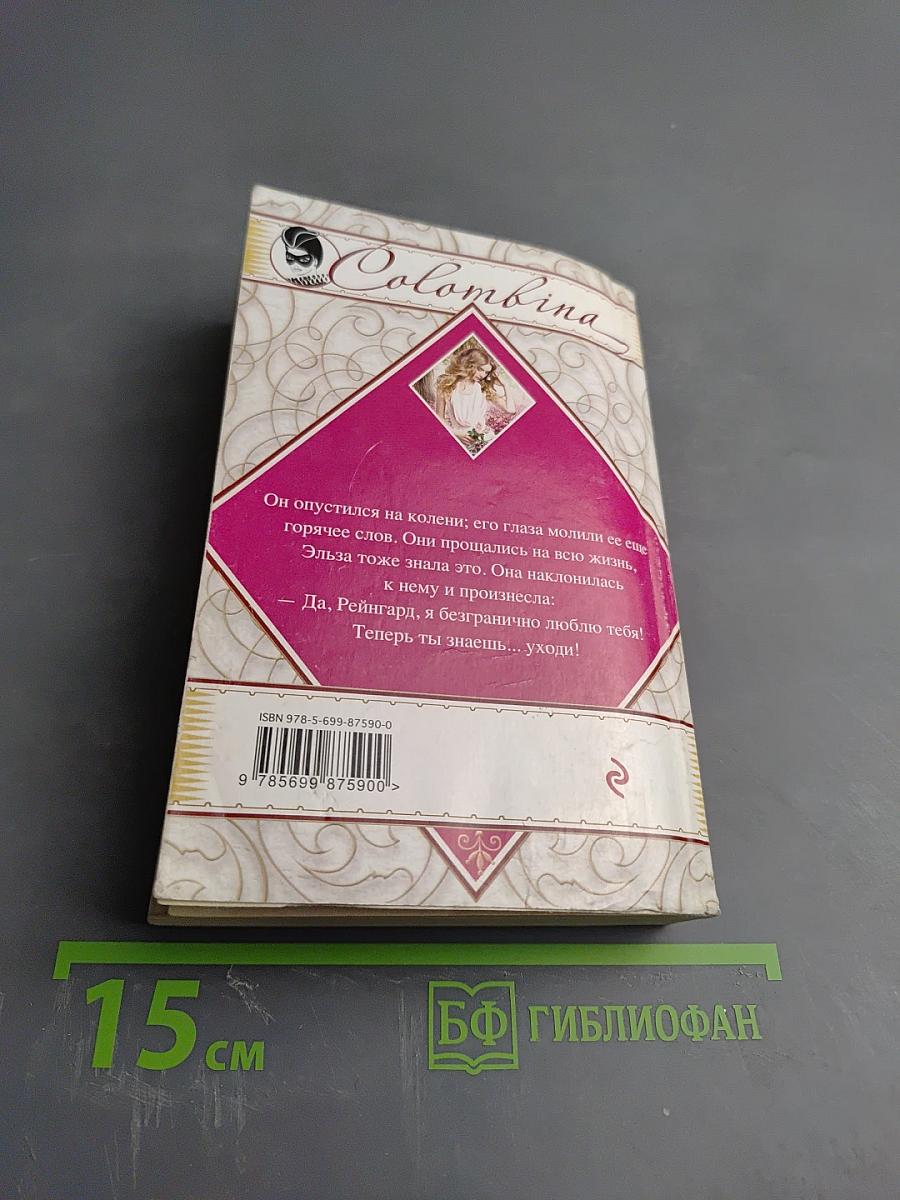 Colombina
Он опустился на колени; его глаза молили ее еще
горячее слов. Они прощались на всю жизнь,
Эльза тоже знала это. Она наклонилась
к нему и произнесла:
— Да, Рейнгард, я безгранично люблю тебя!
Теперь ты знаешь... уходи!
ISBN 978-5-699-87590-0
9 785699 875900 >
15 см
БФ ГИБЛИОФАН